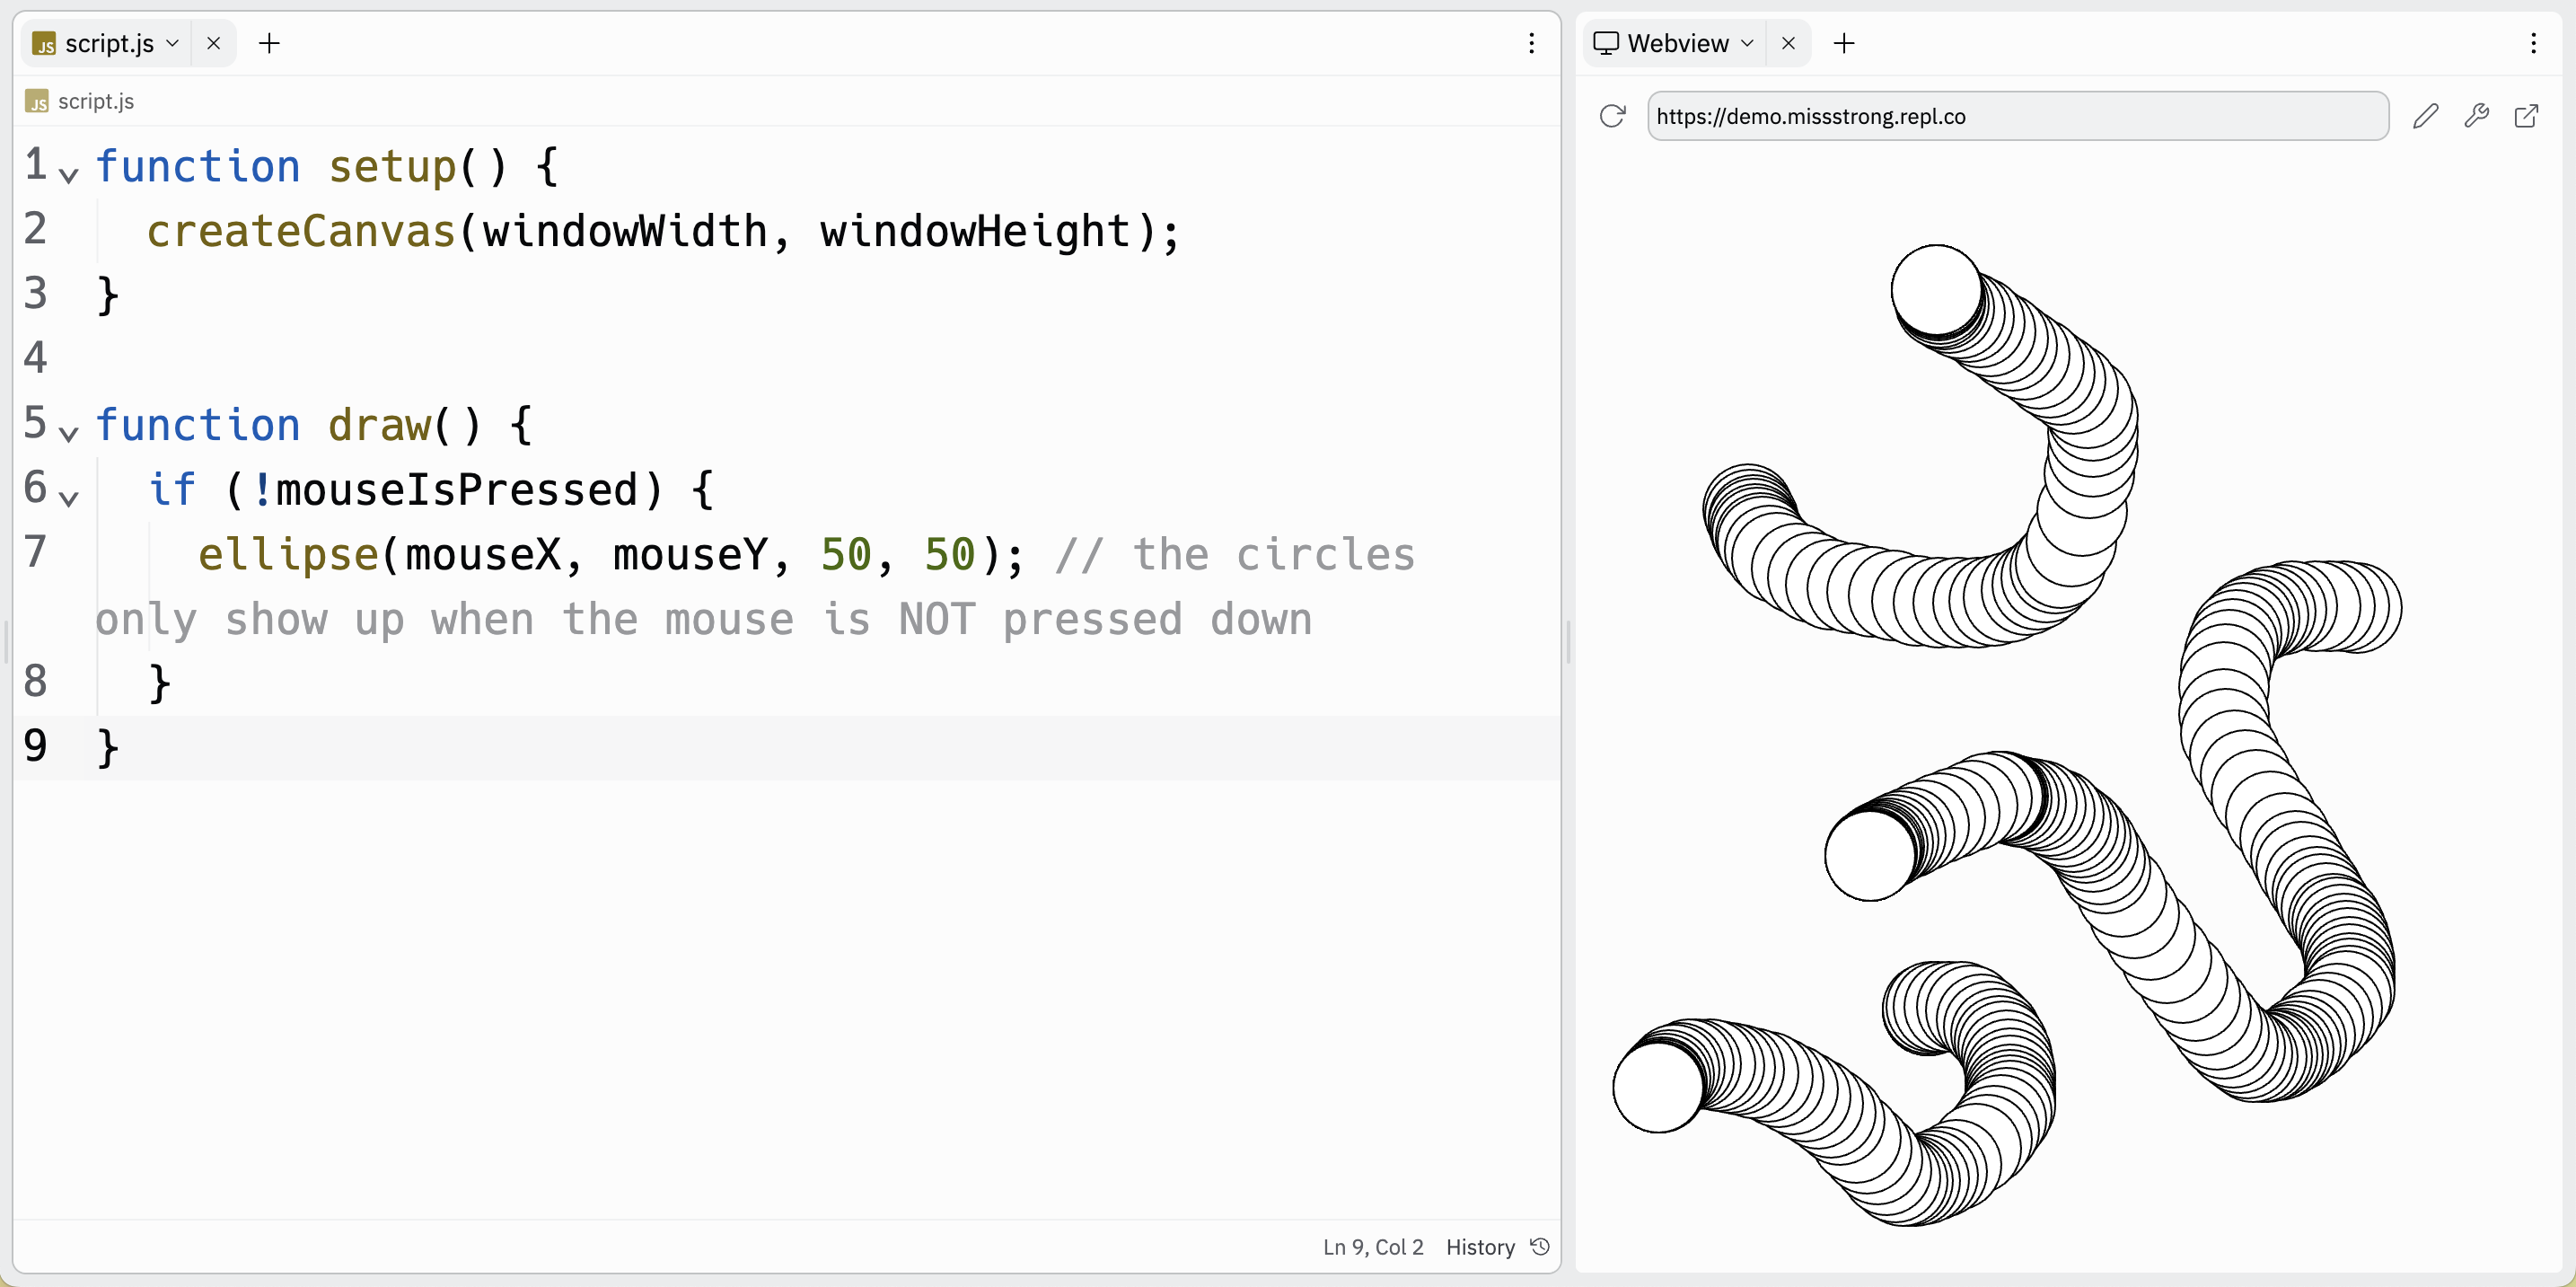 JS script.js
JS script.js
1 function setup() {
2   createCanvas(windowWidth, windowHeight);
3 }
4
5 function draw() {
6   if (!mouseIsPressed) {
7     ellipse(mouseX, mouseY, 50, 50); // the circles
only show up when the mouse is NOT pressed down
8   }
9 }
Ln 9, Col 2 History
Webview
https://demo.missstrong.repl.co